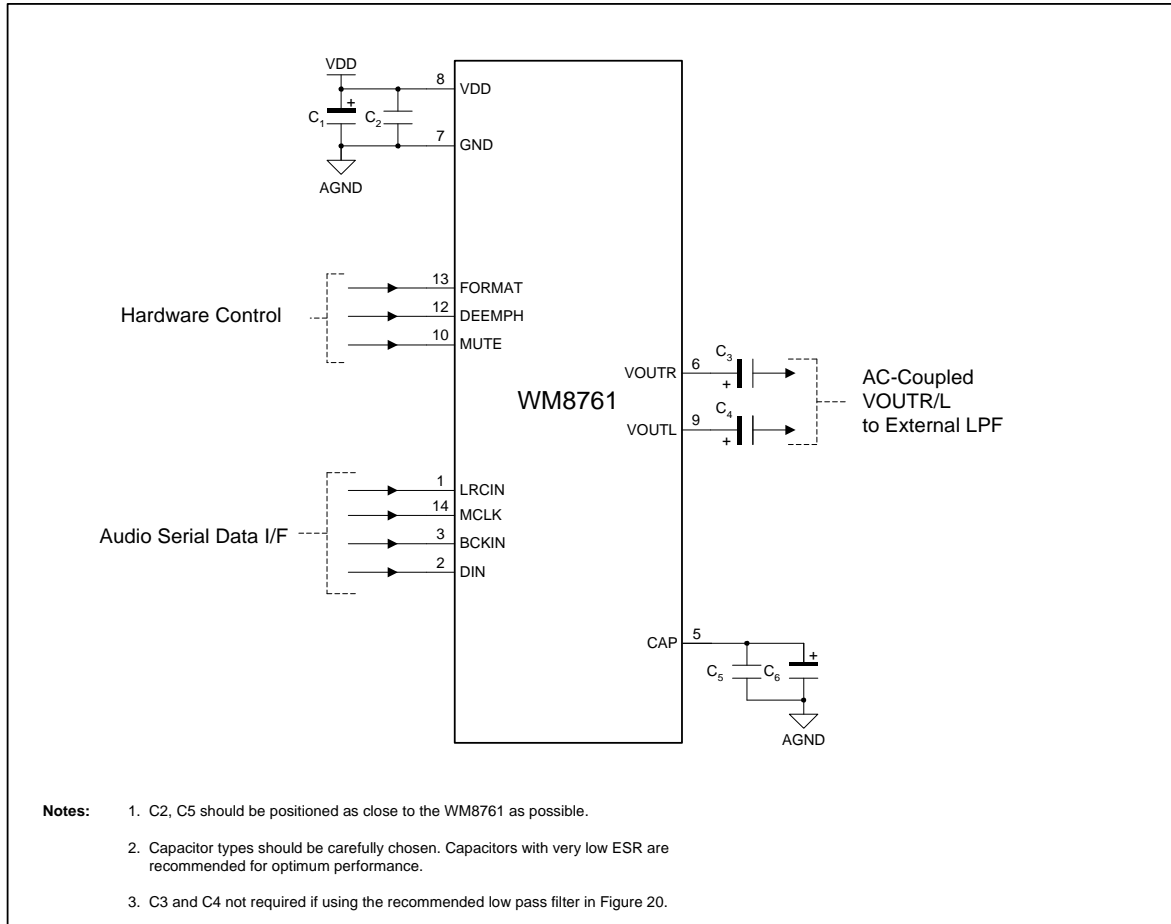 VDD
8 VDD
+
C1 C2
7 GND
AGND
Hardware Control
13 FORMAT
12 DEEMPH
10 MUTE
WM8761
VOUTR 6
C3
+
VOUTL 9
C4
+
AC-Coupled
VOUTR/L
to External LPF
Audio Serial Data I/F
1 LRCIN
14 MCLK
3 BCKIN
2 DIN
CAP 5
+
C5 C6
AGND
Notes: 1. C2, C5 should be positioned as close to the WM8761 as possible.
2. Capacitor types should be carefully chosen. Capacitors with very low ESR are
recommended for optimum performance.
3. C3 and C4 not required if using the recommended low pass filter in Figure 20.